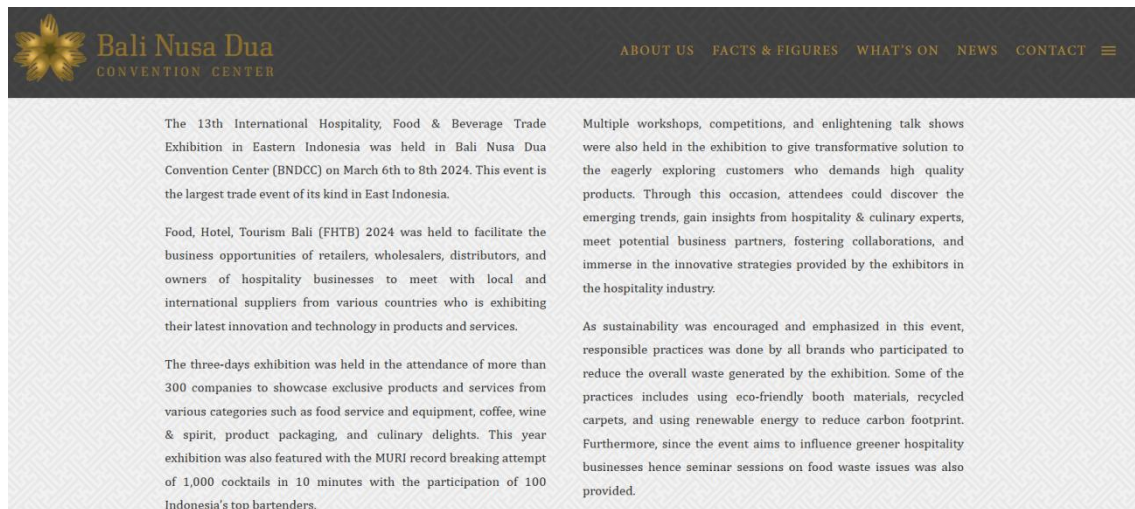 Bali Nusa Dua
CONVENTION CENTER
ABOUT US FACTS & FIGURES WHAT'S ON NEWS CONTACT
The 13th International Hospitality, Food & Beverage Trade
Exhibition in Eastern Indonesia was held in Bali Nusa Dua
Convention Center (BNDCC) on March 6th to 8th 2024. This event is
the largest trade event of its kind in East Indonesia.
Food, Hotel, Tourism Bali (FHTB) 2024 was held to facilitate the
business opportunities of retailers, wholesalers, distributors, and
owners of hospitality businesses to meet with local and
international suppliers from various countries who is exhibiting
their latest innovation and technology in products and services.
The three-days exhibition was held in the attendance of more than
300 companies to showcase exclusive products and services from
various categories such as food service and equipment, coffee, wine
& spirit, product packaging, and culinary delights. This year
exhibition was also featured with the MURI record breaking attempt
of 1,000 cocktails in 10 minutes with the participation of 100
Indonesia's top bartenders.
Multiple workshops, competitions, and enlightening talk shows
were also held in the exhibition to give transformative solution to
the eagerly exploring customers who demands high quality
products. Through this occasion, attendees could discover the
emerging trends, gain insights from hospitality & culinary experts,
meet potential business partners, fostering collaborations, and
immerse in the innovative strategies provided by the exhibitors in
the hospitality industry.
As sustainability was encouraged and emphasized in this event,
responsible practices was done by all brands who participated to
reduce the overall waste generated by the exhibition. Some of the
practices includes using eco-friendly booth materials, recycled
carpets, and using renewable energy to reduce carbon footprint.
Furthermore, since the event aims to influence greener hospitality
businesses hence seminar sessions on food waste issues was also
provided.